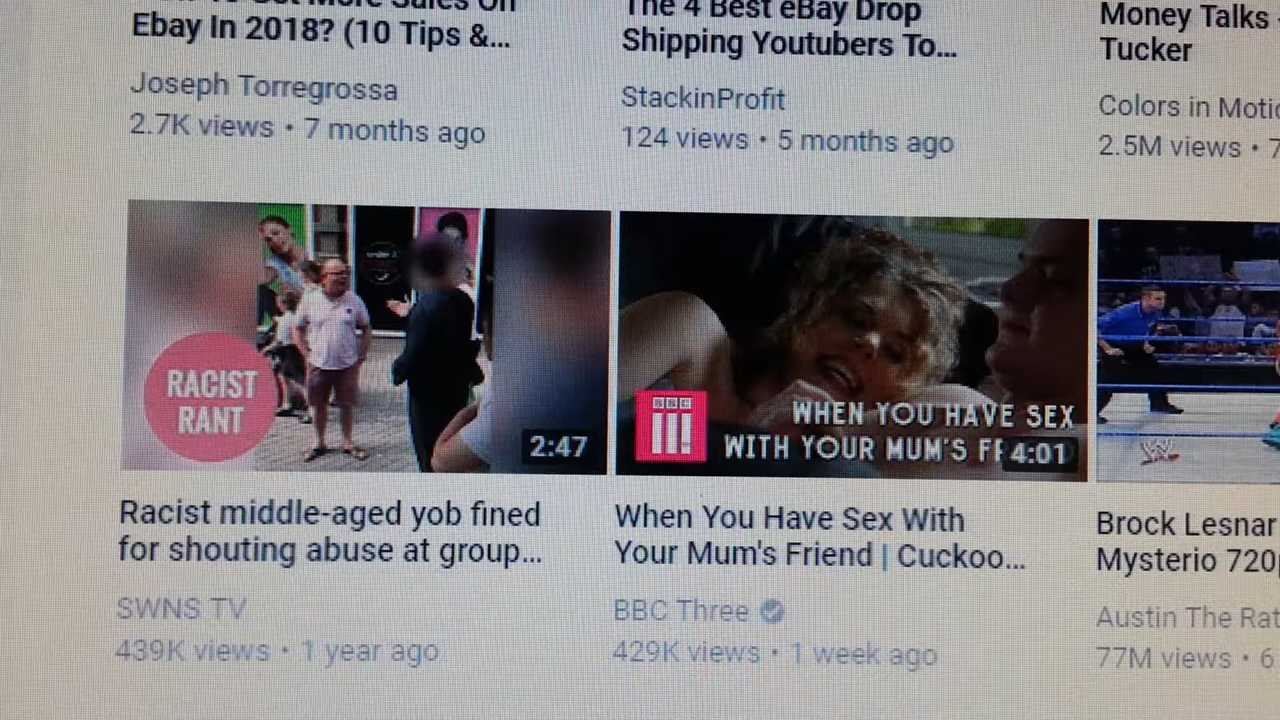 Ebay In 2018? (10 Tips &...
Joseph Torregrossa
2.7K views • 7 months ago
The 4 Best eBay Drop
Shipping Youtubers To...
StackinProfit
124 views • 5 months ago
Money Talks
Tucker
Colors in Motio
2.5M views • 7
RACIST
RANT
2:47
Racist middle-aged yob fined
for shouting abuse at group...
SWNS TV
439K views • 1 year ago
BBC
III!
WHEN YOU HAVE SEX
WITH YOUR MUM'S FR
4:01
When You Have Sex With
Your Mum's Friend | Cuckoo...
BBC Three
429K views • 1 week ago
Brock Lesnar
Mysterio 720p
Austin The Rat
77M views • 6